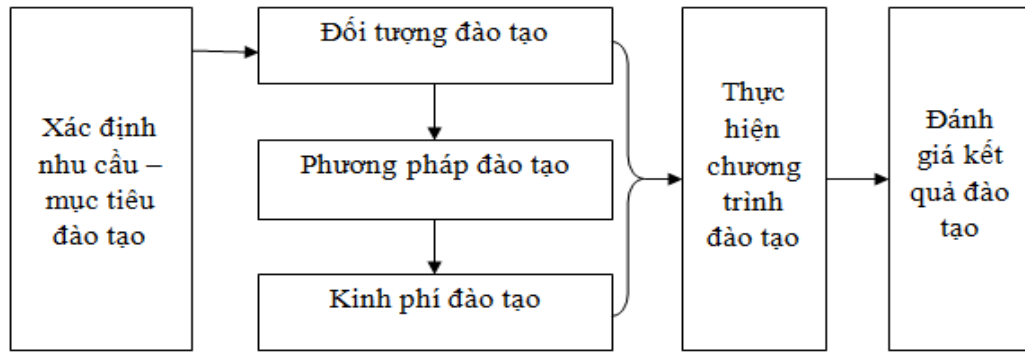 Xác định
nhu cầu –
mục tiêu
đào tạo
Đối tượng đào tạo
Phương pháp đào tạo
Kinh phí đào tạo
Thực
hiện
chương
trình
đào tạo
Đánh
giá kết
quả đào
tạo